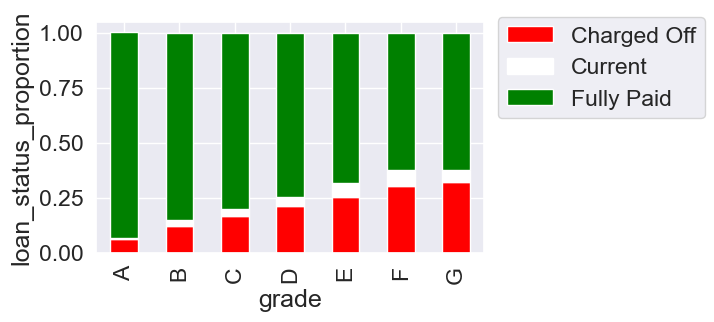 loan_status_proportion
1.00
0.75
0.50
0.25
0.00
A B C D E F G
grade
Charged Off
Current
Fully Paid